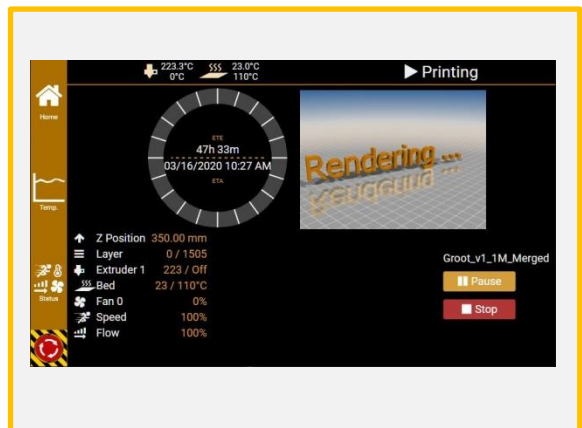 223.3°C 23.0°C
0°C 110°C
Printing
Home
Temp.
Status
ETE
47h 33m
03/16/2020 10:27 AM
ETA
Rendering ...
Z Position 350.00 mm
Layer 0 / 1505
Extruder 1 223 / Off
Bed 23 / 110°C
Fan 0 0%
Speed 100%
Flow 100%
Groot_v1_1M_Merged
Pause
Stop